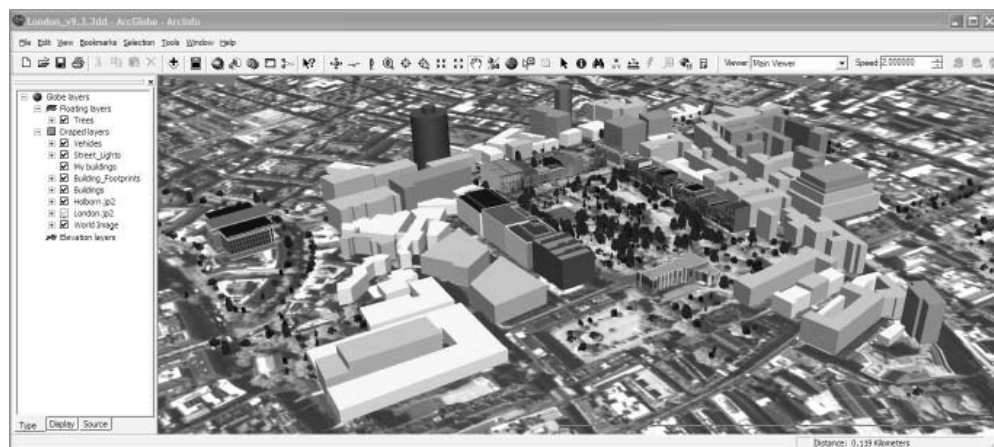 London_v9.3.3dd - ArcGlobe - ArcInfo
File Edit View Bookmarks Selection Tools Window Help
Viewer: Main Viewer Speed 2.000000
Globe layers
Floating layers
Trees
Draped layers
Vehicles
Street_Lights
My buildings
Building_Footprints
Buildings
Holborn.jp2
London.jp2
World Image
Elevation layers
Type Display Source
Distance: 0.119 Kilometers